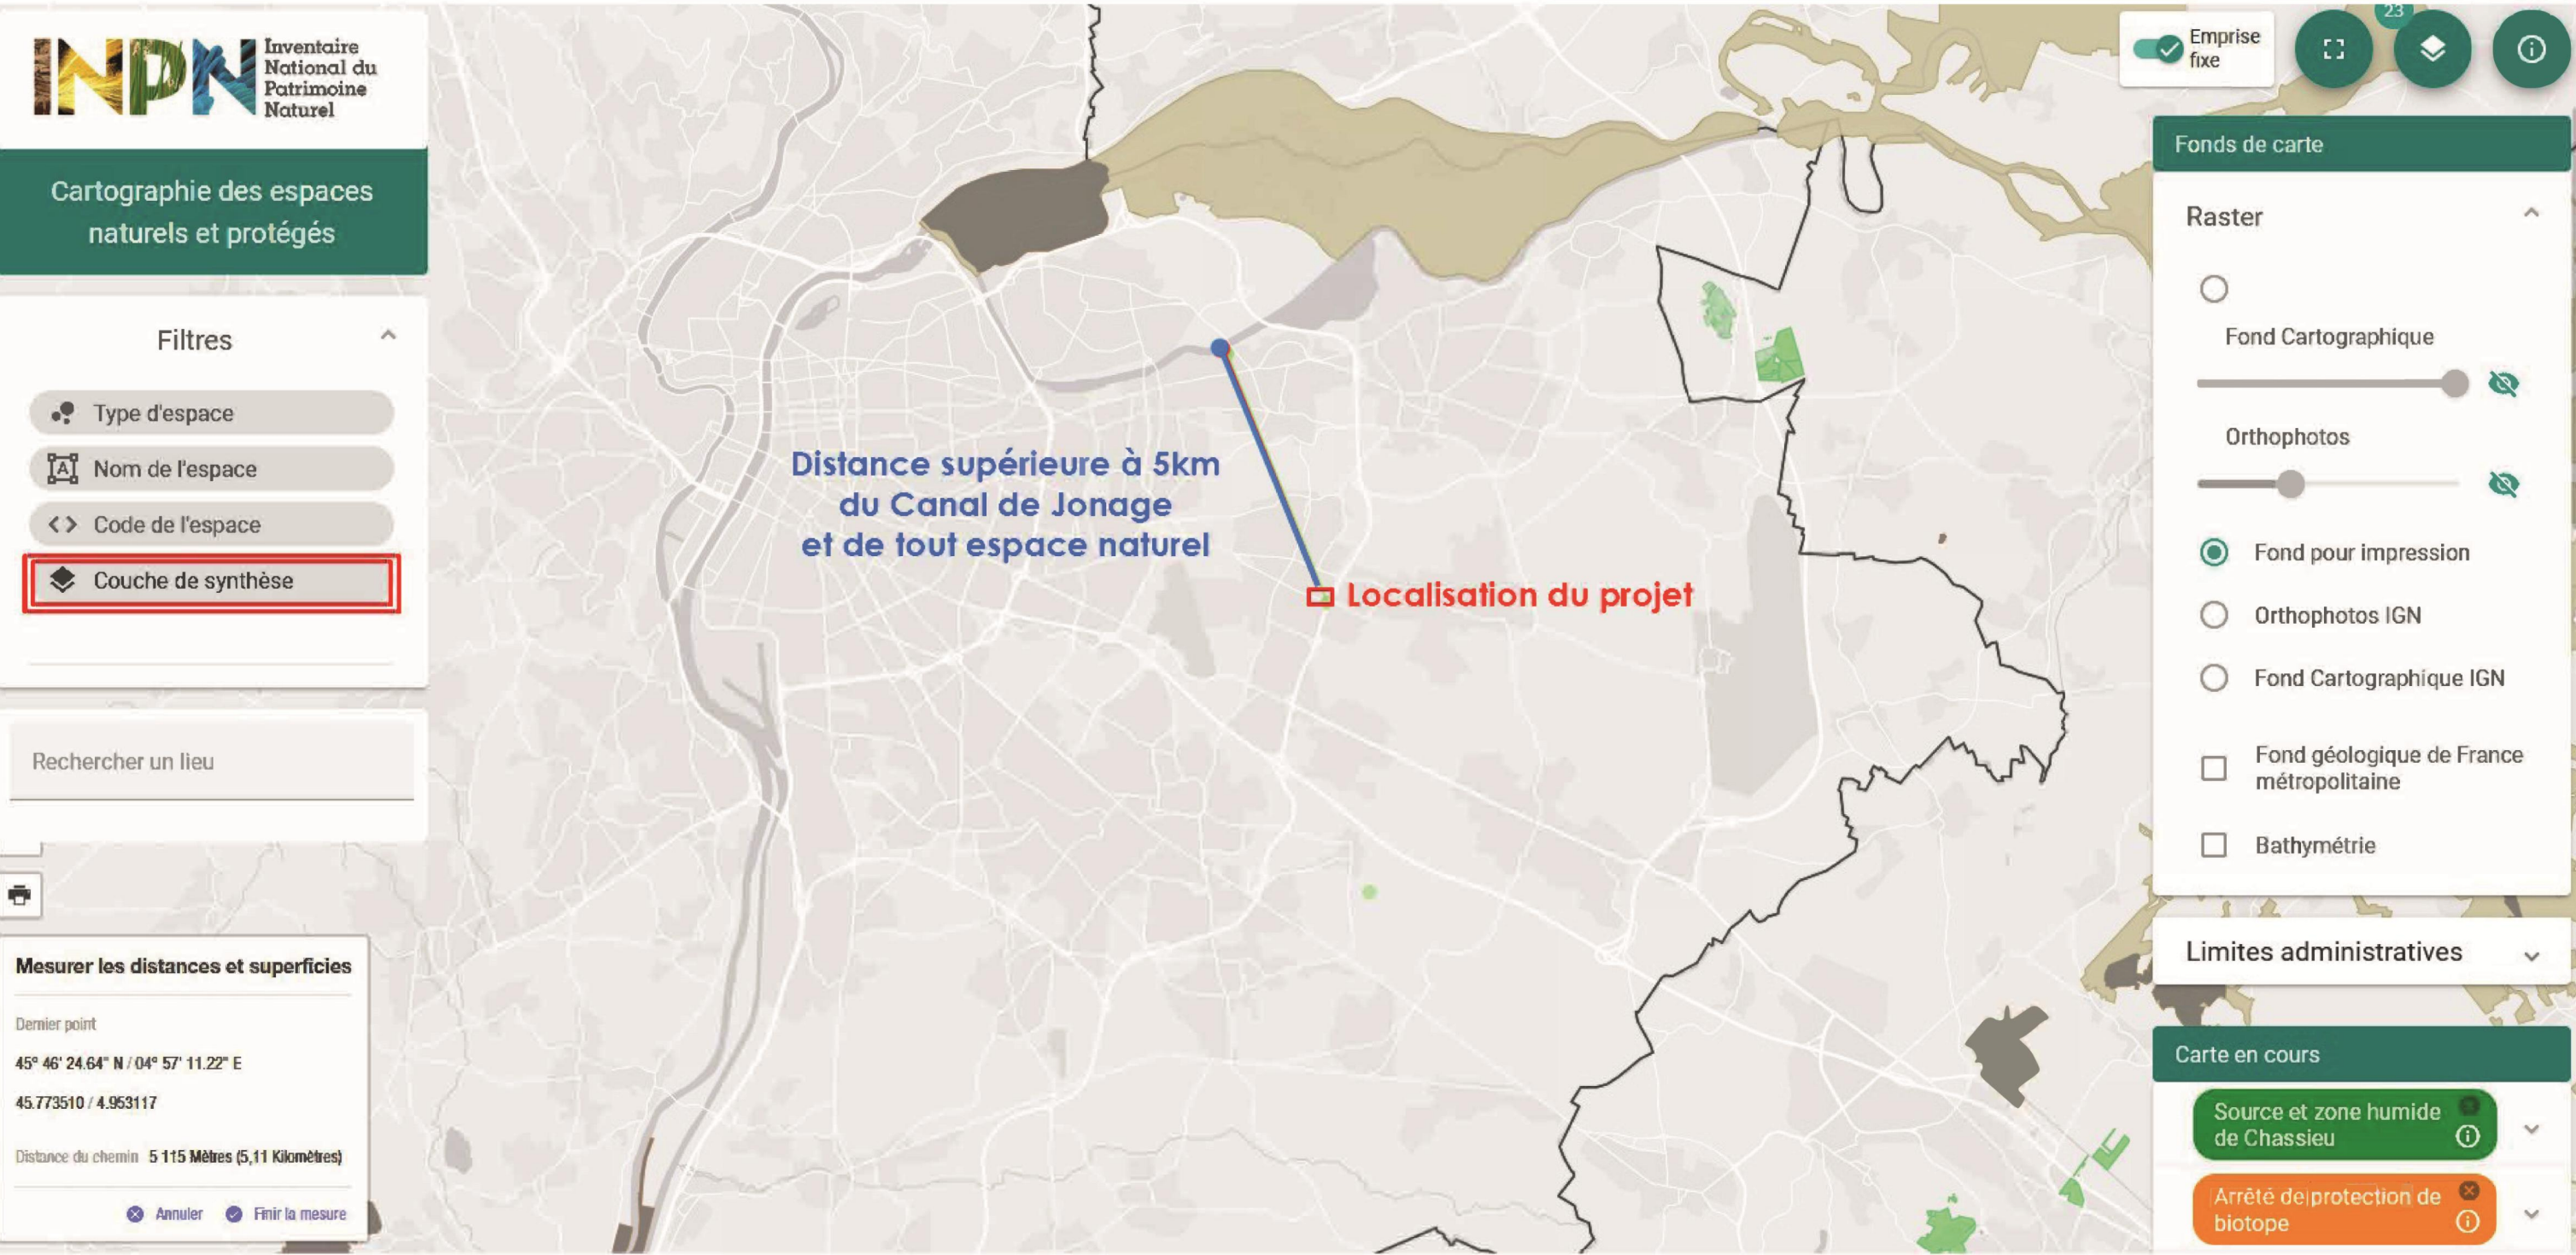 INPN
Inventaire
National du
Patrimoine
Naturel
Cartographie des espaces
naturels et protégés
Filtres
Type d'espace
A
Nom de l'espace
Code de l'espace
Couche de synthèse
Rechercher un lieu
Mesurer les distances et superficies
Dernier point
45° 46' 24.64" N / 04° 57' 11.22" E
45.773510 / 4.953117
Distance du chemin 5 115 Mètres (5,11 Kilomètres)
Annuler Finir la mesure
Distance supérieure à 5km
du Canal de Jonage
et de tout espace naturel
Localisation du projet
Emprise
fixe
23
Fonds de carte
Raster
Fond Cartographique
Orthophotos
Fond pour impression
Orthophotos IGN
Fond Cartographique IGN
Fond géologique de France
métropolitaine
Bathymétrie
Limites administratives
Carte en cours
Source et zone humide
de Chassieu
Arrêté de protection de
biotope